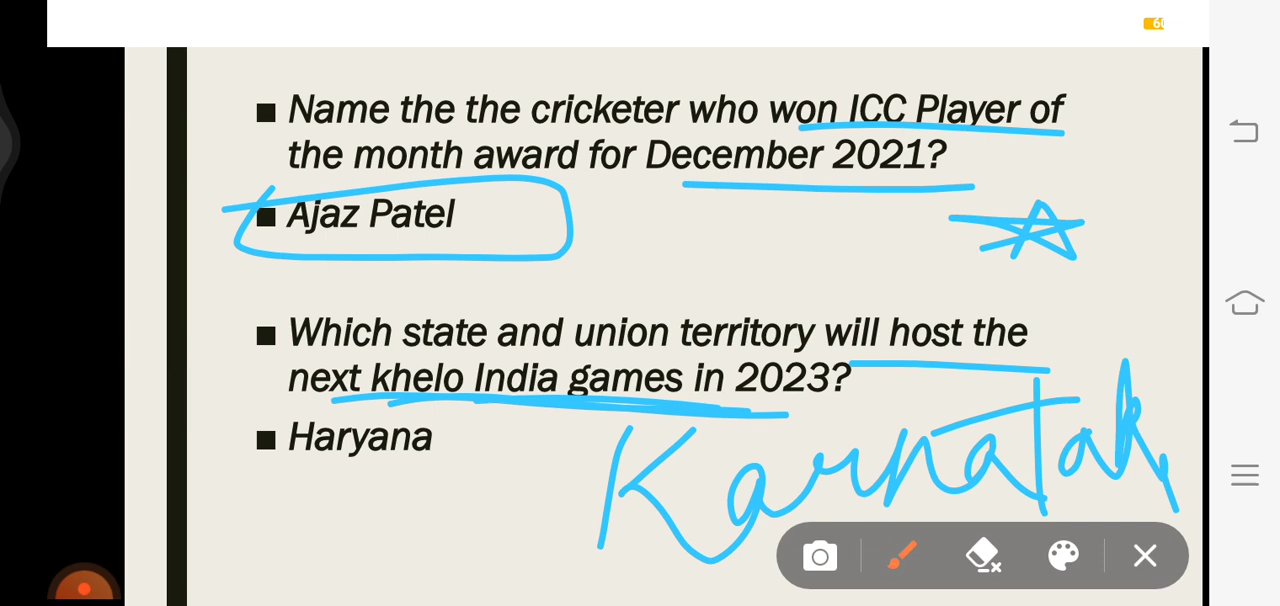 Name the the cricketer who won ICC Player of
the month award for December 2021?
Ajaz Patel
Which state and union territory will host the
next khelo India games in 2023?
Haryana
Karnatak